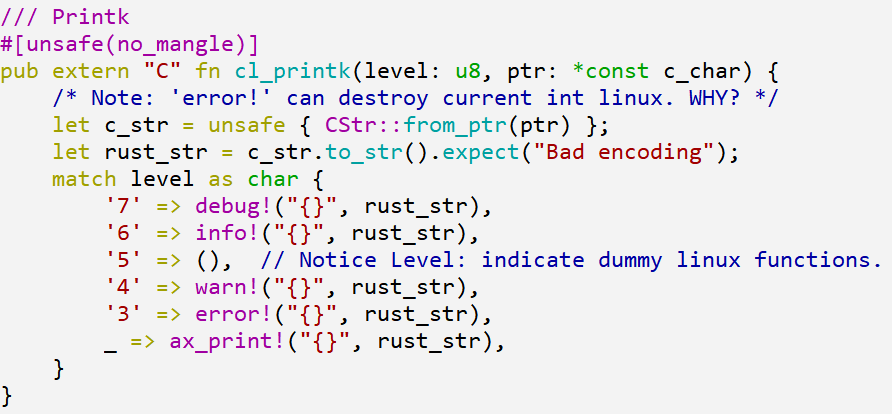 /// Printk
#[unsafe(no_mangle)]
pub extern "C" fn cl_printk(level: u8, ptr: *const c_char) {
    /* Note: 'error!' can destroy current int linux. WHY? */
    let c_str = unsafe { CStr::from_ptr(ptr) };
    let rust_str = c_str.to_str().expect("Bad encoding");
    match level as char {
        '7' => debug!("{}", rust_str),
        '6' => info!("{}", rust_str),
        '5' => (),  // Notice Level: indicate dummy linux functions.
        '4' => warn!("{}", rust_str),
        '3' => error!("{}", rust_str),
        _ => ax_print!("{}", rust_str),
    }
}